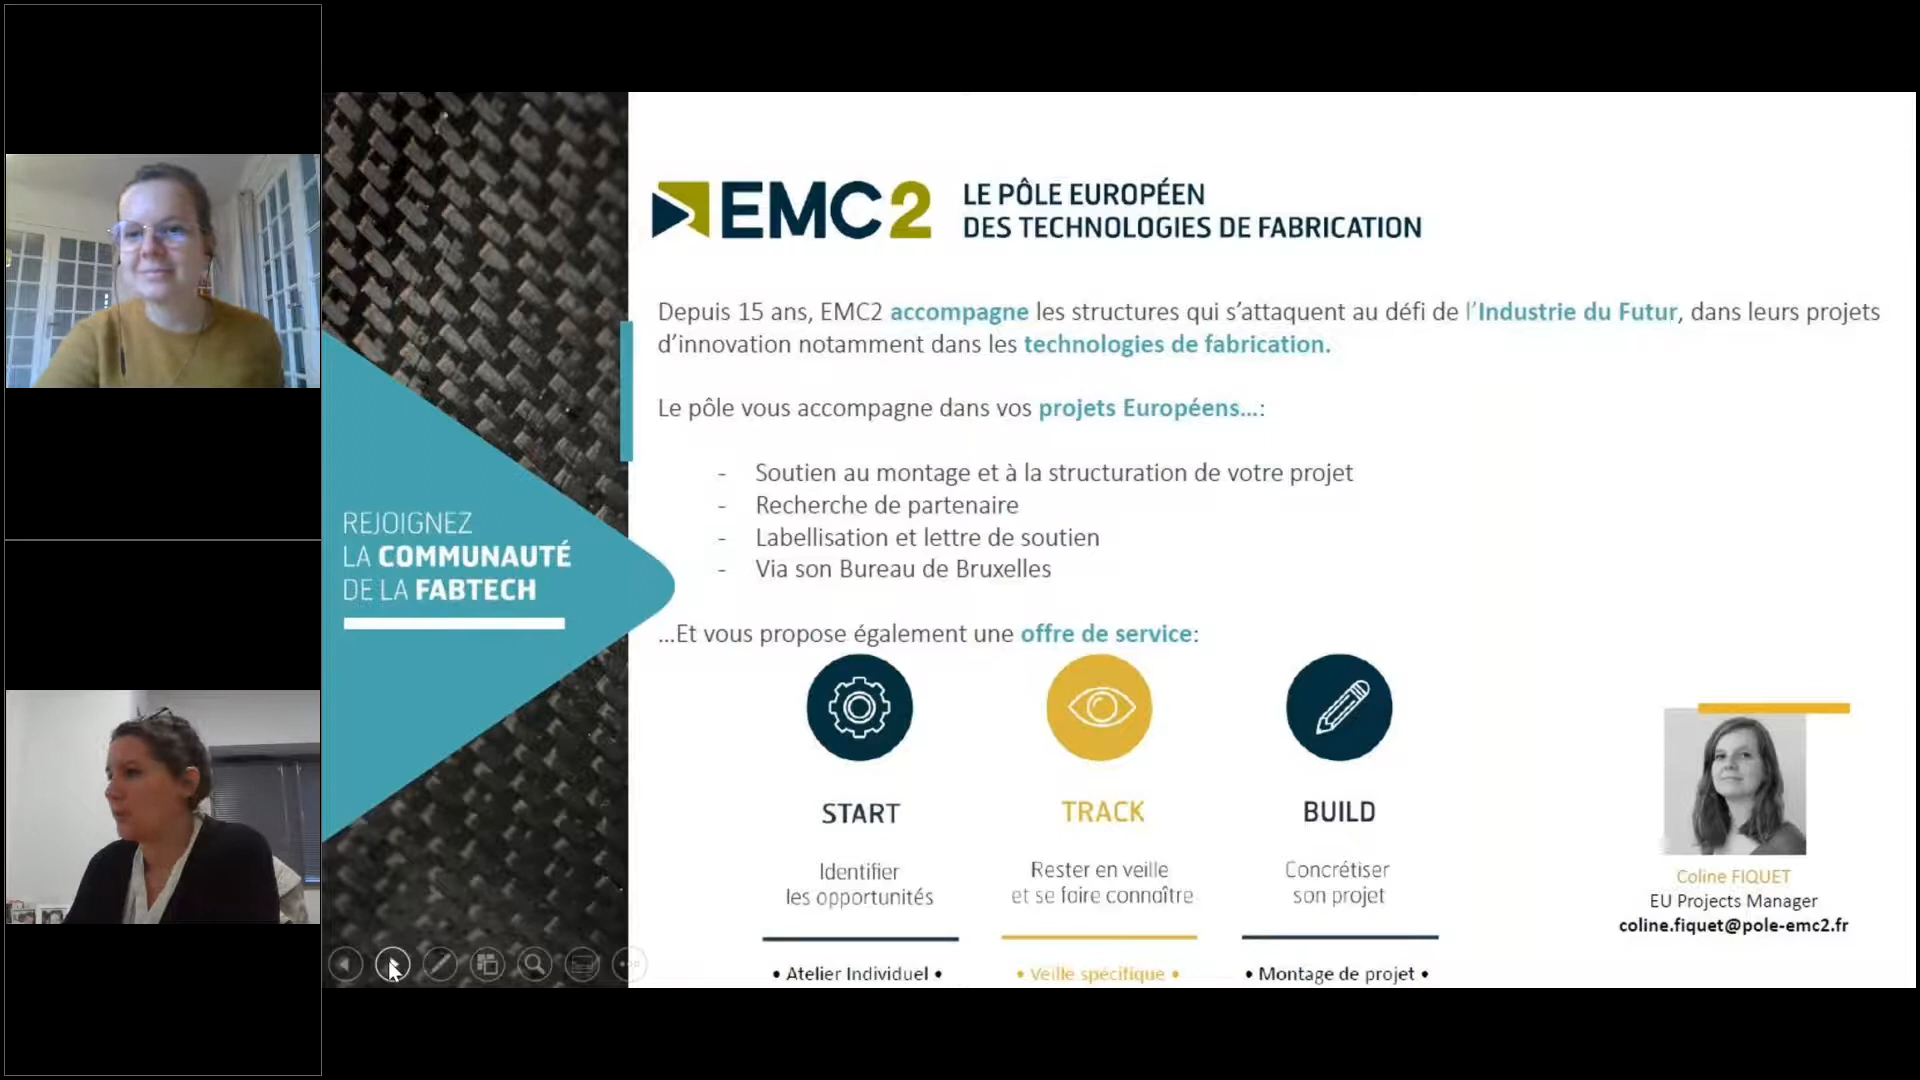 REJOIGNEZ
LA COMMUNAUTÉ
DE LA FABTECH
EMC2
LE PÔLE EUROPÉEN
DES TECHNOLOGIES DE FABRICATION
Depuis 15 ans, EMC2 accompagne les structures qui s’attaquent au défi de l’Industrie du Futur, dans leurs projets
d’innovation notamment dans les technologies de fabrication.
Le pôle vous accompagne dans vos projets Européens...:
- Soutien au montage et à la structuration de votre projet
- Recherche de partenaire
- Labellisation et lettre de soutien
- Via son Bureau de Bruxelles
...Et vous propose également une offre de service:
START
Identifier
les opportunités
• Atelier Individuel •
TRACK
Rester en veille
et se faire connaître
• Veille spécifique •
BUILD
Concrétiser
son projet
• Montage de projet •
Coline FIQUET
EU Projects Manager
coline.fiquet@pole-emc2.fr